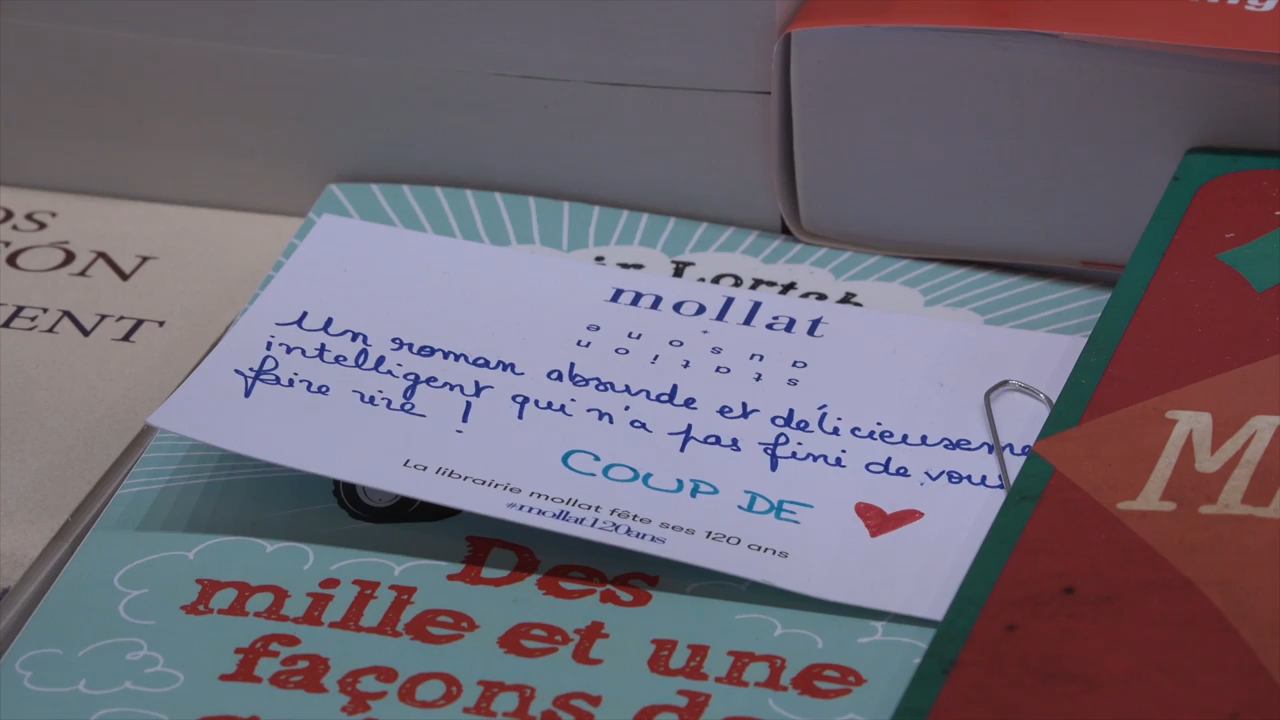 OS
ÓN
ENT
mollat
Un roman absurde et délicieuseme
intelligent qui n'a pas fini de vous
faire rire !
COUP DE
La librairie mollat fête ses 120 ans
#mollat120ans
Des
mille et une
façons de
M